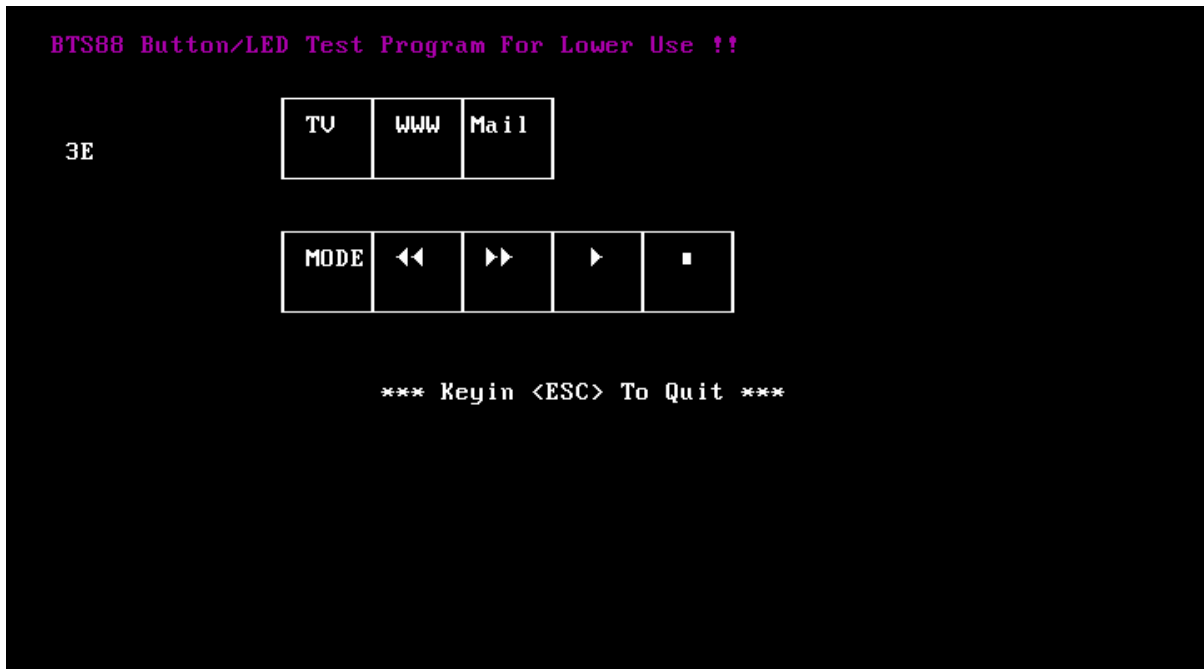 BTS88 Button/LED Test Program For Lower Use !!
TV WWW Mail
3E
MODE ◄◄ ►► ► ■
*** Keyin <ESC> To Quit ***